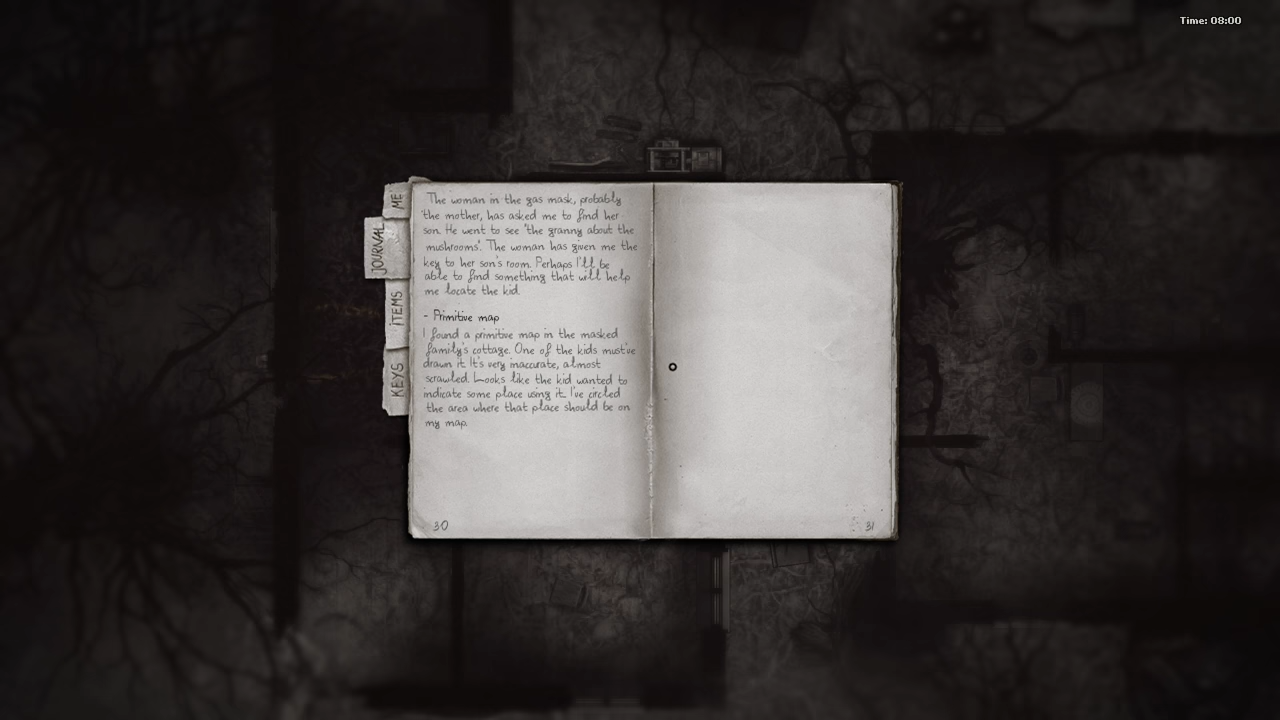 Time: 08:00
ME
JOURNAL
ITEMS
KEYS
The woman in the gas mask, probably
the mother, has asked me to find her
son. He went to see 'the granny about the
mushrooms'. The woman has given me the
key to her son's room. Perhaps I'll be
able to find something that will help
me locate the kid.
- Primitive map
I found a primitive map in the masked
family's cottage. One of the kids must've
drawn it. It's very inaccurate, almost
scrawled. Looks like the kid wanted to
indicate some place using it. I've circled
the area where that place should be on
my map.
30
31